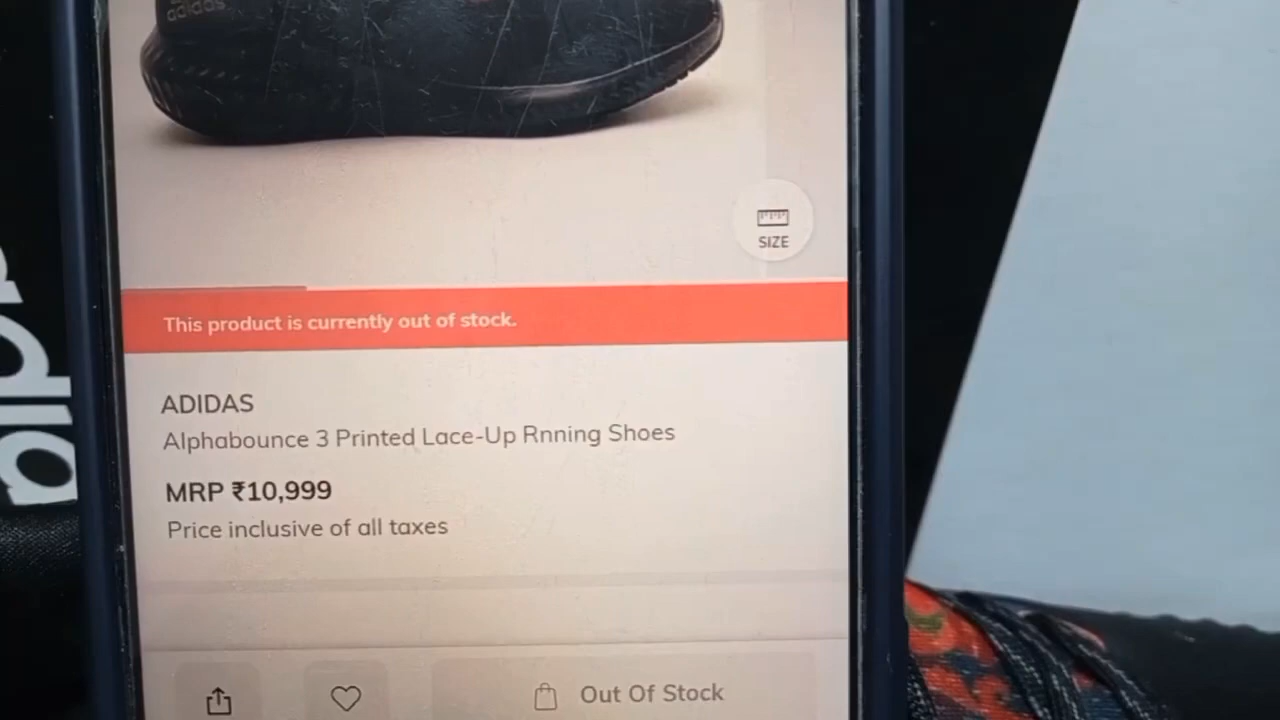 adidas
SIZE
This product is currently out of stock.
ADIDAS
Alphabounce 3 Printed Lace-Up Rnning Shoes
MRP ₹10,999
Price inclusive of all taxes
Out Of Stock